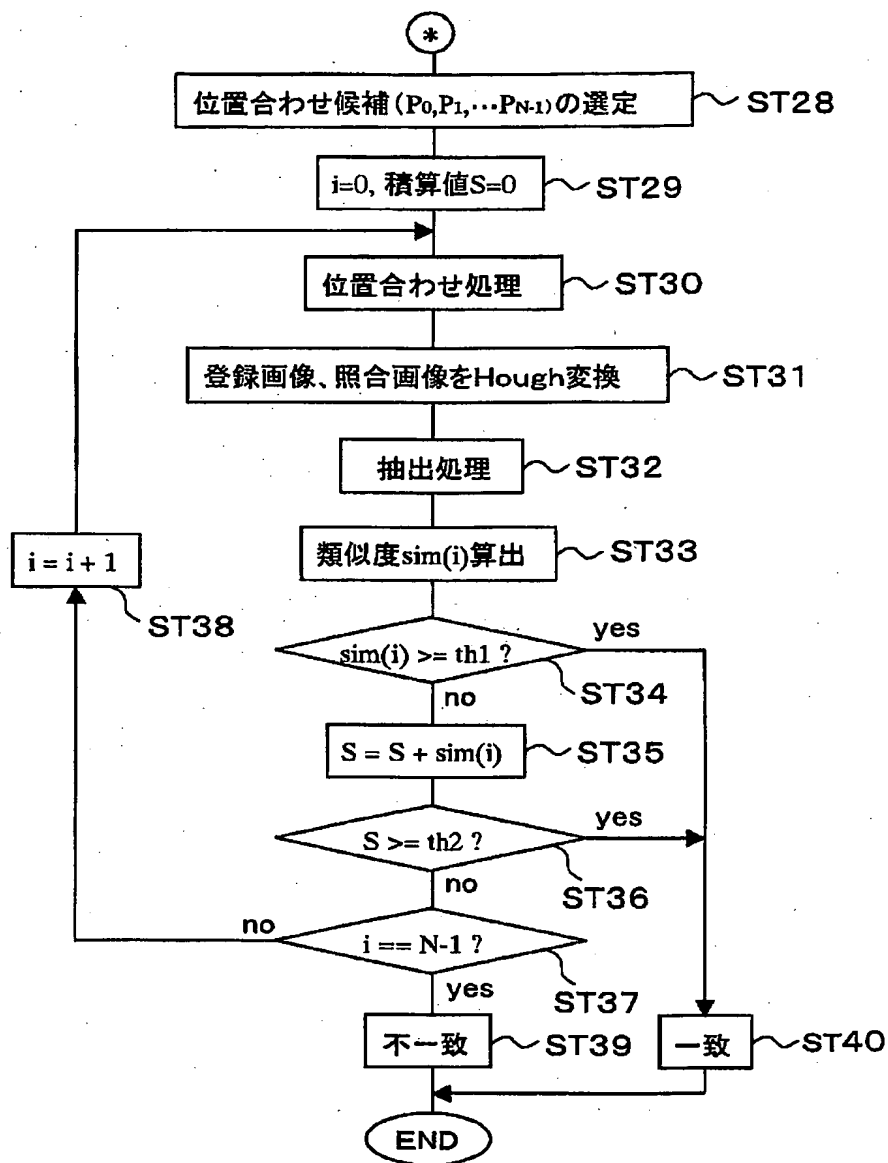 *
位置合わせ候補(P0,P1,…PN-1)の選定
ST28
i=0, 積算値S=0
ST29
位置合わせ処理
ST30
登録画像、照合画像をHough変換
ST31
抽出処理
ST32
類似度sim(i)算出
ST33
i = i + 1
ST38
sim(i) >= th1 ?
yes
ST34
no
S = S + sim(i)
ST35
S >= th2 ?
yes
ST36
no
i == N-1 ?
no
ST37
yes
不一致
ST39
一致
ST40
END